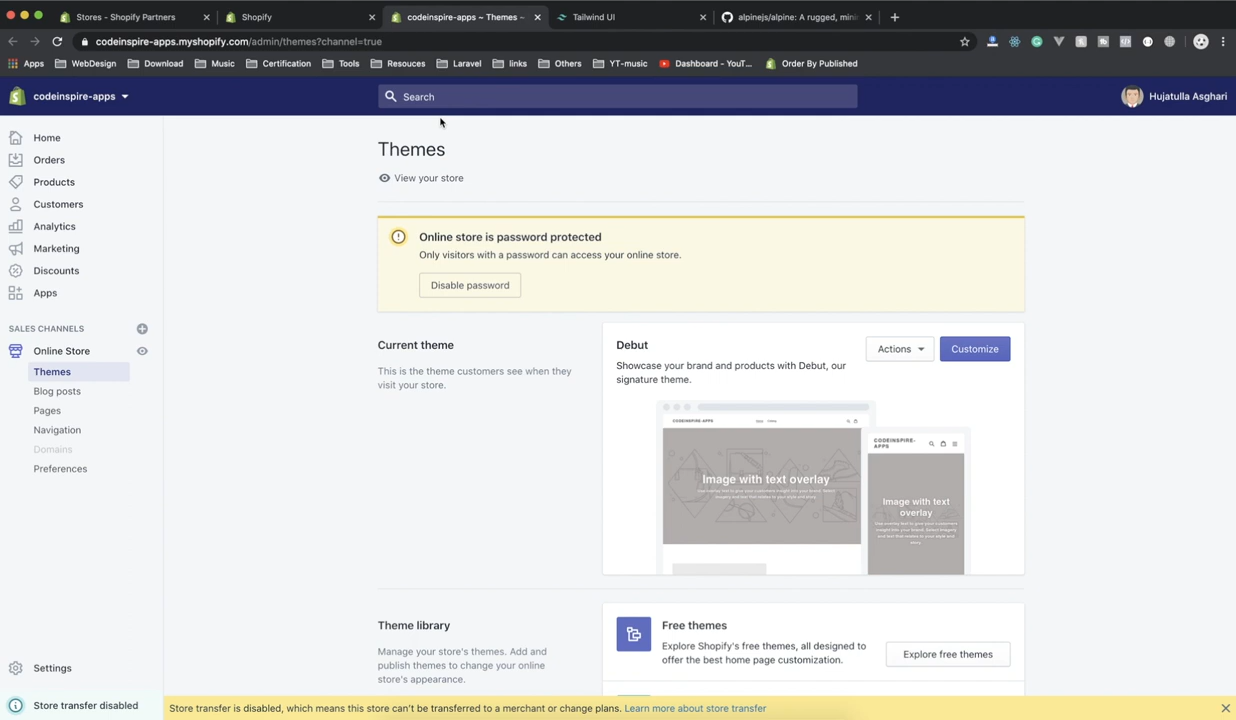 Stores - Shopify Partners
Shopify
codeinspire-apps ~ Themes ~
Tailwind UI
alpinejs/alpine: A rugged, mini
codeinspire-apps.myshopify.com/admin/themes?channel=true
Apps
WebDesign
Download
Music
Certification
Tools
Resouces
Laravel
links
Others
YT-music
Dashboard - YouT...
Order By Published
codeinspire-apps
Search
Hujatulla Asghari
Home
Orders
Products
Customers
Analytics
Marketing
Discounts
Apps
SALES CHANNELS
Online Store
Themes
Blog posts
Pages
Navigation
Domains
Preferences
Settings
Store transfer disabled
Themes
View your store
Online store is password protected
Only visitors with a password can access your online store.
Disable password
Current theme
This is the theme customers see when they
visit your store.
Debut
Actions
Customize
Showcase your brand and products with Debut, our
signature theme.
CODEINSPIRE-APPS
Image with text overlay
CODEINSPIRE-
APPS
Image with text
overlay
Theme library
Manage your store's themes. Add and
publish themes to change your online
store's appearance.
Free themes
Explore Shopify's free themes, all designed to
offer the best home page customization.
Explore free themes
Store transfer is disabled, which means this store can't be transferred to a merchant or change plans. Learn more about store transfer